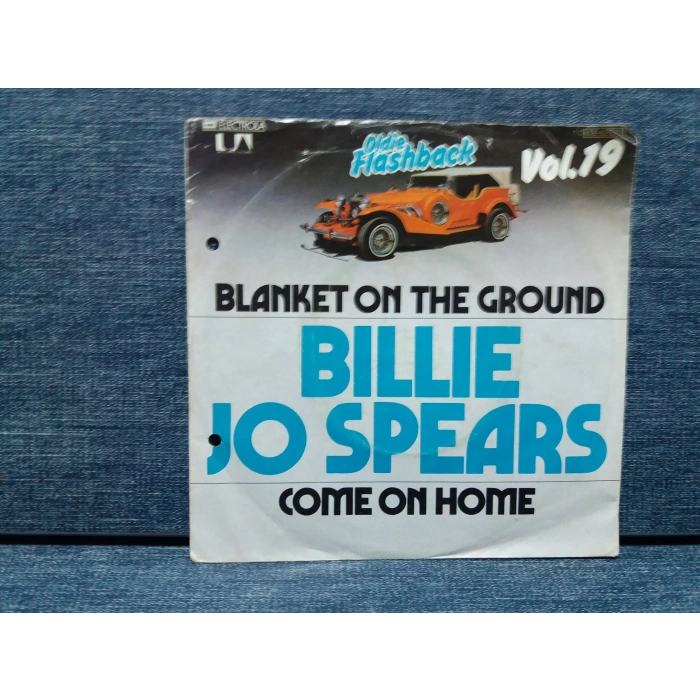 ELECTROLA
UA
Oldie
Flashback
Vol.19
BLANKET ON THE GROUND
BILLIE
JO SPEARS
COME ON HOME